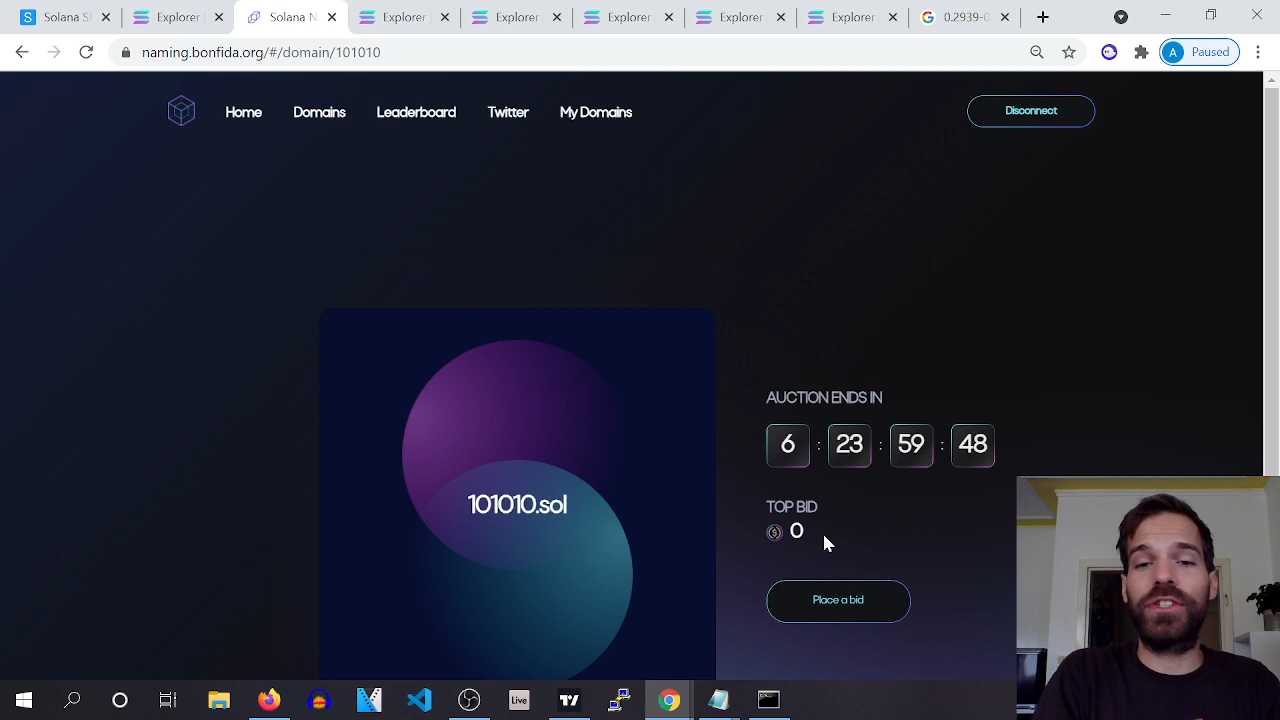 Solana S
Explorer
Solana N
Explorer
Explorer
Explorer
Explorer
Explorer
0.2939-0.
naming.bonfida.org/#/domain/101010
A
Paused
Home
Domains
Leaderboard
Twitter
My Domains
Disconnect
101010.sol
AUCTION ENDS IN
6 : 23 : 59 : 48
TOP BID
0
Place a bid
Live